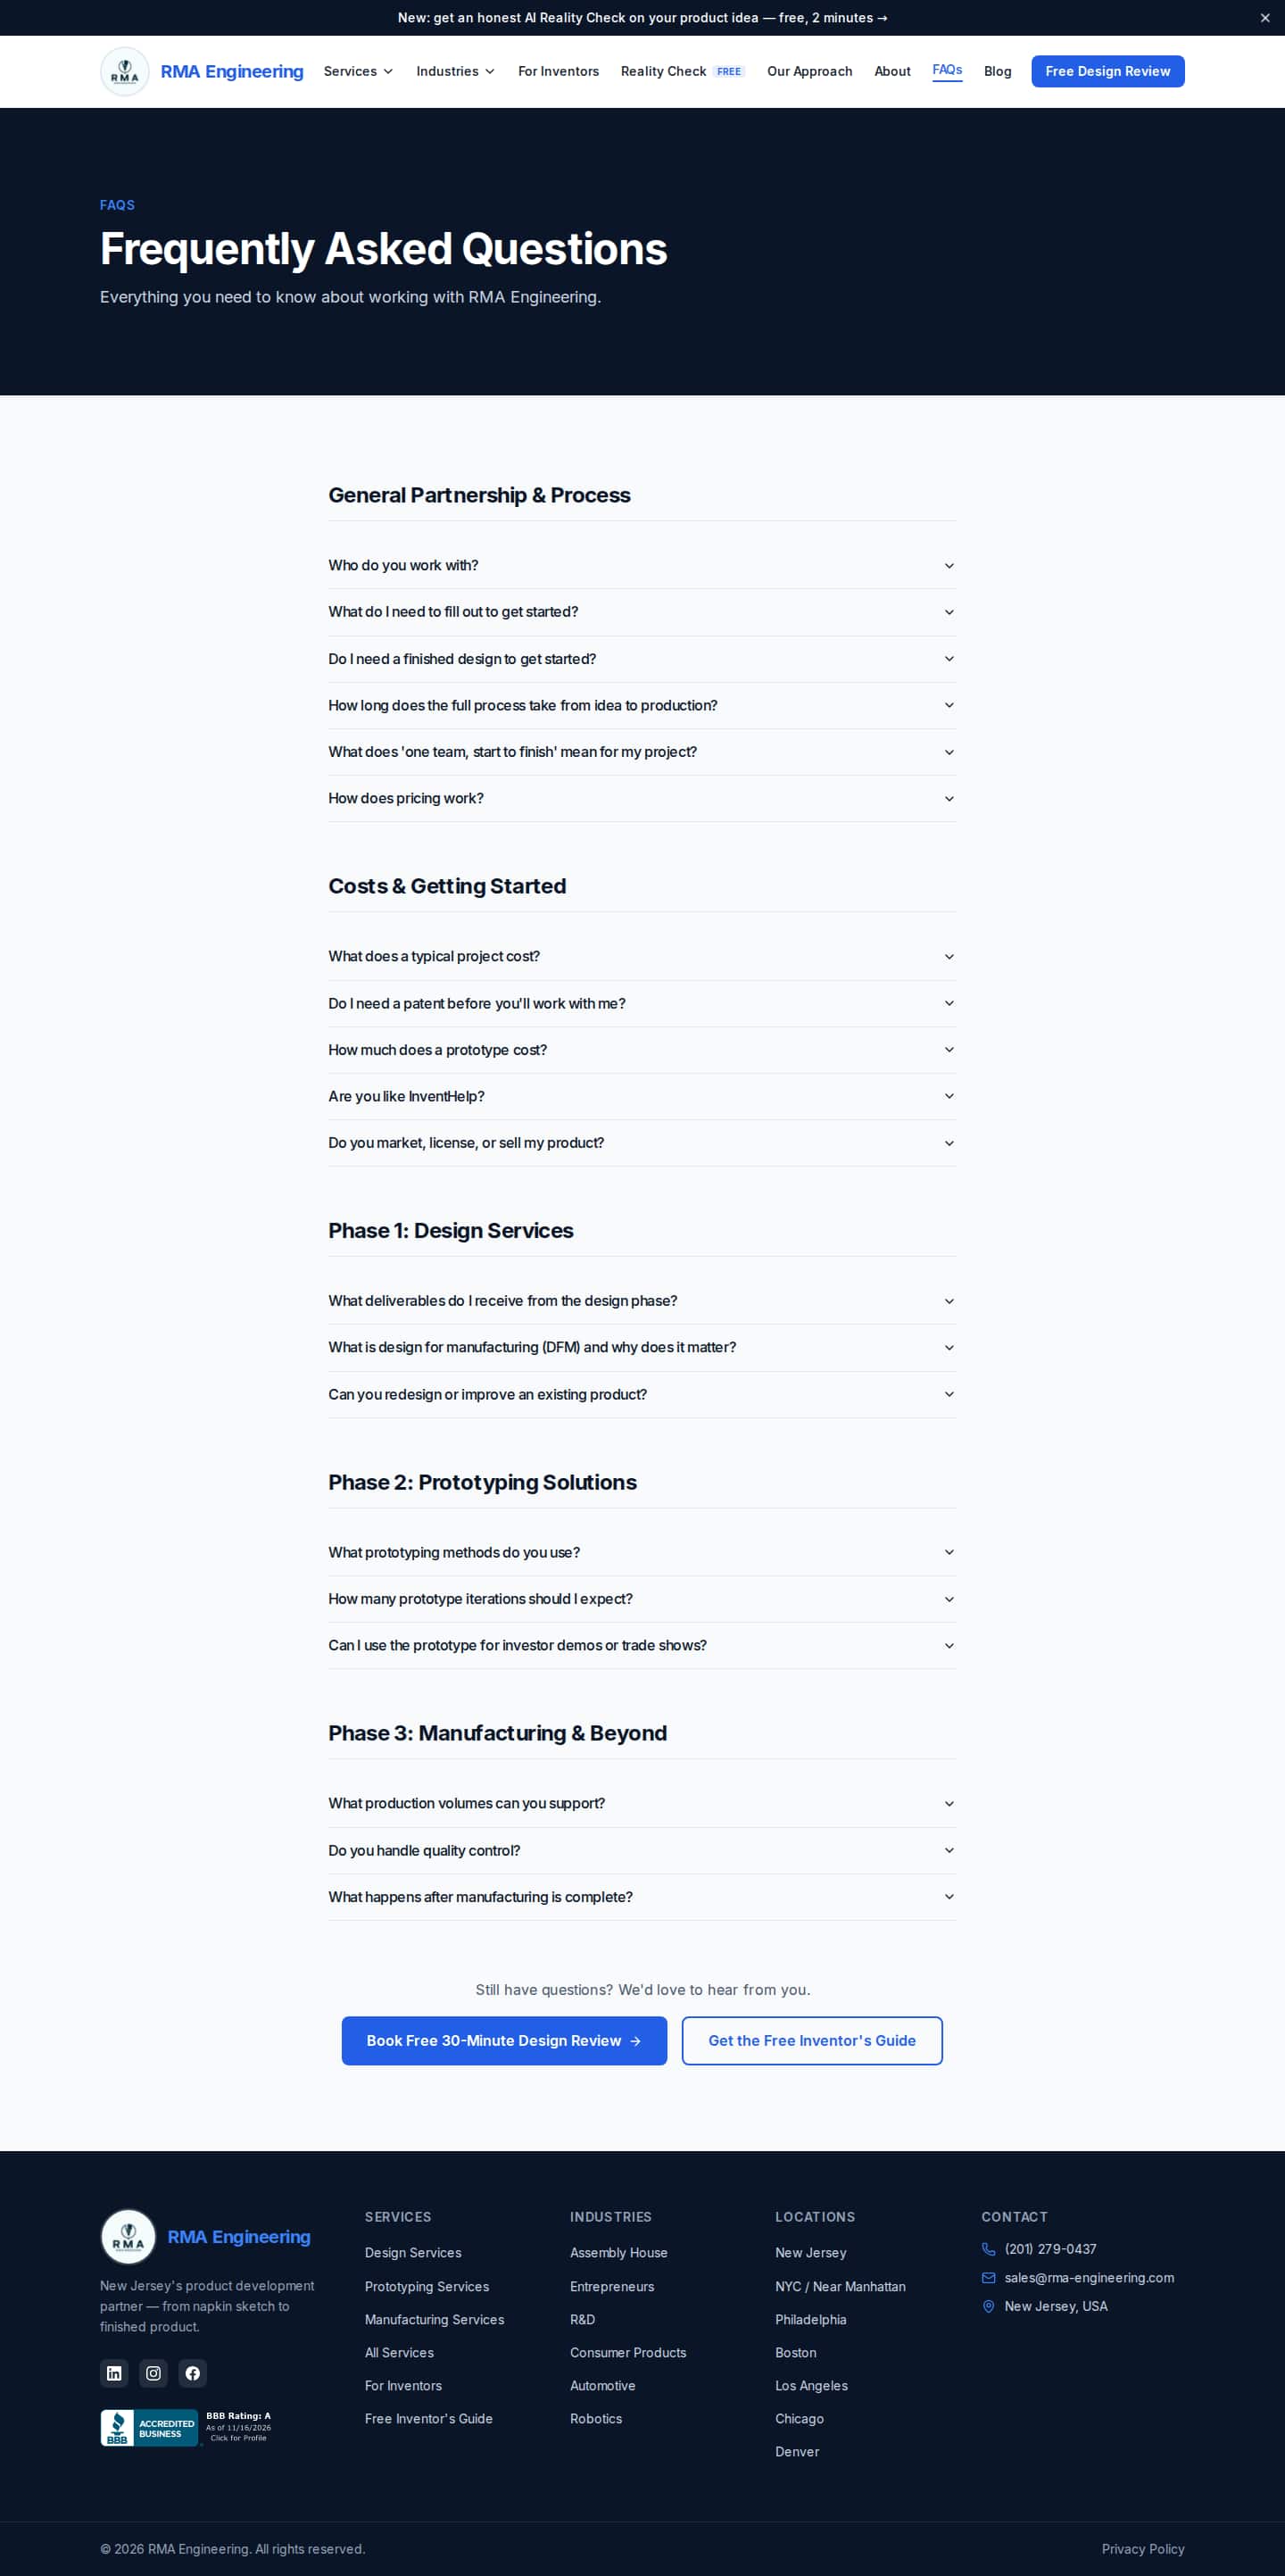 New: get an honest AI Reality Check on your product idea — free, 2 minutes →
RMA
RMA Engineering
Services
Industries
For Inventors
Reality Check FREE
Our Approach
About
FAQs
Blog
Free Design Review
FAQS
Frequently Asked Questions
Everything you need to know about working with RMA Engineering.
General Partnership & Process
Who do you work with?
What do I need to fill out to get started?
Do I need a finished design to get started?
How long does the full process take from idea to production?
What does 'one team, start to finish' mean for my project?
How does pricing work?
Costs & Getting Started
What does a typical project cost?
Do I need a patent before you'll work with me?
How much does a prototype cost?
Are you like InventHelp?
Do you market, license, or sell my product?
Phase 1: Design Services
What deliverables do I receive from the design phase?
What is design for manufacturing (DFM) and why does it matter?
Can you redesign or improve an existing product?
Phase 2: Prototyping Solutions
What prototyping methods do you use?
How many prototype iterations should I expect?
Can I use the prototype for investor demos or trade shows?
Phase 3: Manufacturing & Beyond
What production volumes can you support?
Do you handle quality control?
What happens after manufacturing is complete?
Still have questions? We'd love to hear from you.
Book Free 30-Minute Design Review →
Get the Free Inventor's Guide
RMA
RMA Engineering
New Jersey's product development
partner — from napkin sketch to
finished product.
BBB
ACCREDITED
BUSINESS
BBB Rating: A
As of 11/16/2026
Click for Profile
SERVICES
Design Services
Prototyping Services
Manufacturing Services
All Services
For Inventors
Free Inventor's Guide
INDUSTRIES
Assembly House
Entrepreneurs
R&D
Consumer Products
Automotive
Robotics
LOCATIONS
New Jersey
NYC / Near Manhattan
Philadelphia
Boston
Los Angeles
Chicago
Denver
CONTACT
(201) 279-0437
sales@rma-engineering.com
New Jersey, USA
© 2026 RMA Engineering. All rights reserved.
Privacy Policy